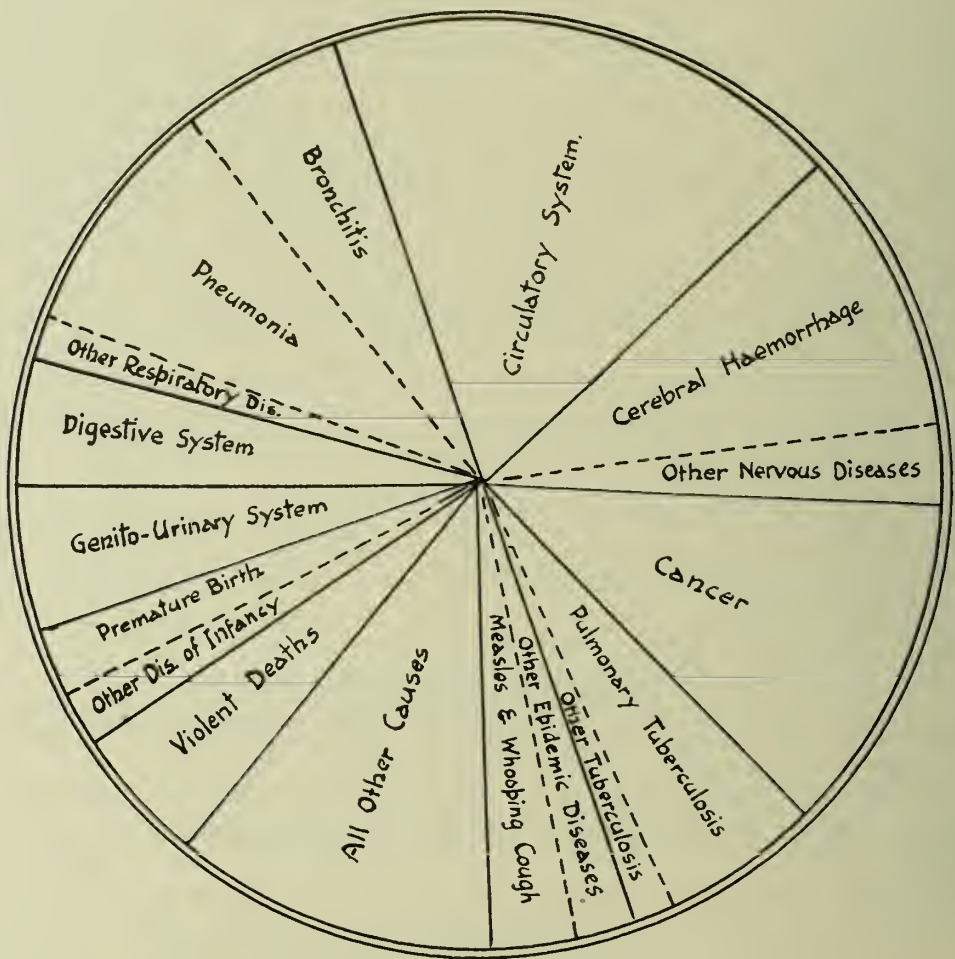 Circulatory System.
Cerebral Haemorrhage
Other Nervous Diseases
Cancer
Pulmonary Tuberculosis
Other Tuberculosis
Other Epidemic Diseases.
Measles & Whooping Cough
All Other Causes
Violent Deaths
Other Dis. of Infancy
Premature Birth
Genito-Urinary System
Digestive System
Other Respiratory Dis.
Pneumonia
Bronchitis